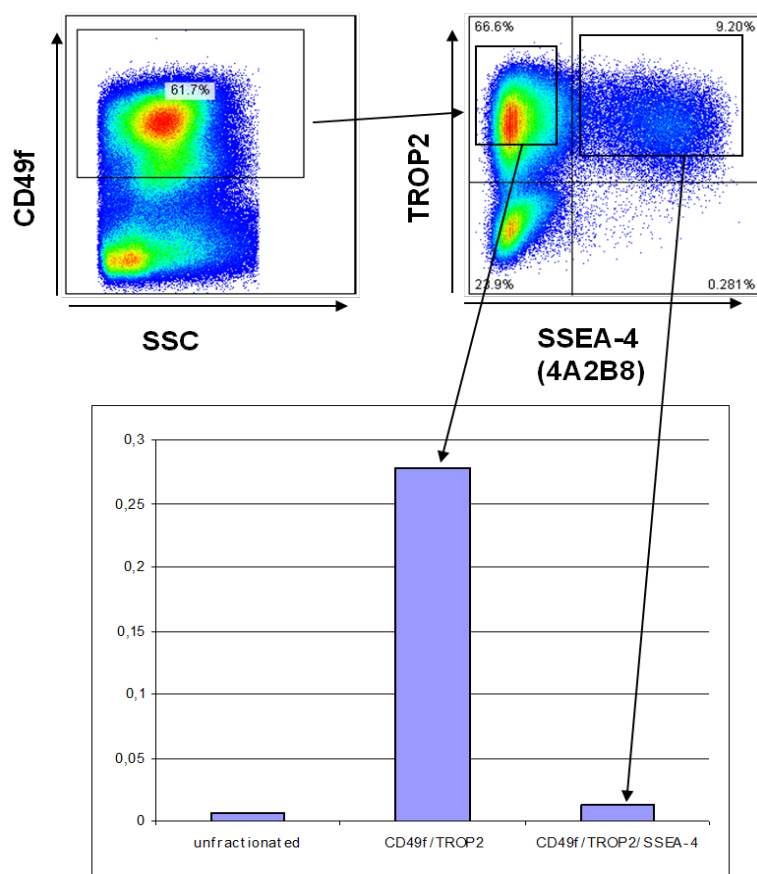 66.6%
9.20%
61.7%
CD49f
TROP2
23.9%
0.281%
SSC
SSEA-4
(4A2B8)
0,3
0,25
0,2
0,15
0,1
0,05
0
unfractionated
CD49f/TROP2
CD49f/TROP2/SSEA-4